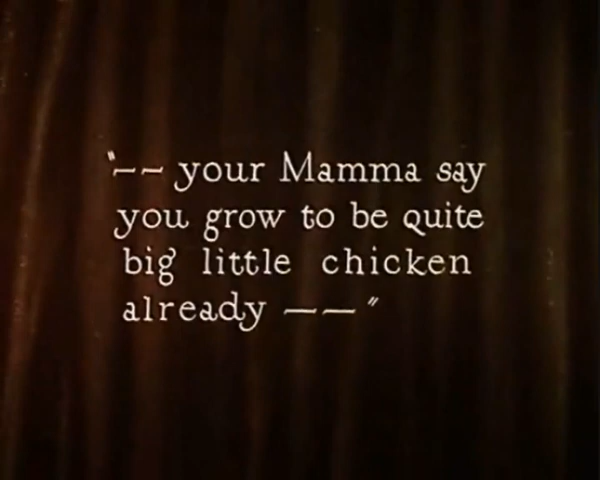 "-- your Mamma say
you grow to be quite
big little chicken
already --"